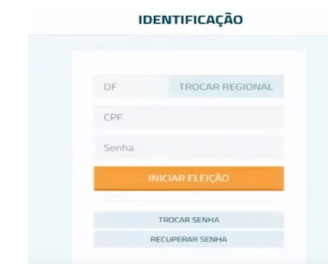 IDENTIFICAÇÃO
DF TROCAR REGIONAL
CPF
Senha
INICIAR ELEIÇÃO
TROCAR SENHA
RECUPERAR SENHA